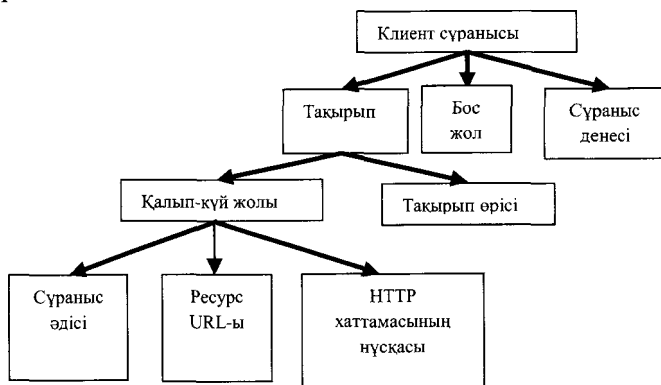 Клиент сұранысы
Тақырып
Бос
жол
Сұраныс
денесі
Қалып-күй жолы
Тақырып өрісі
Сұраныс
әдісі
Ресурс
URL-ы
HTTP
хаттамасының
нұсқасы